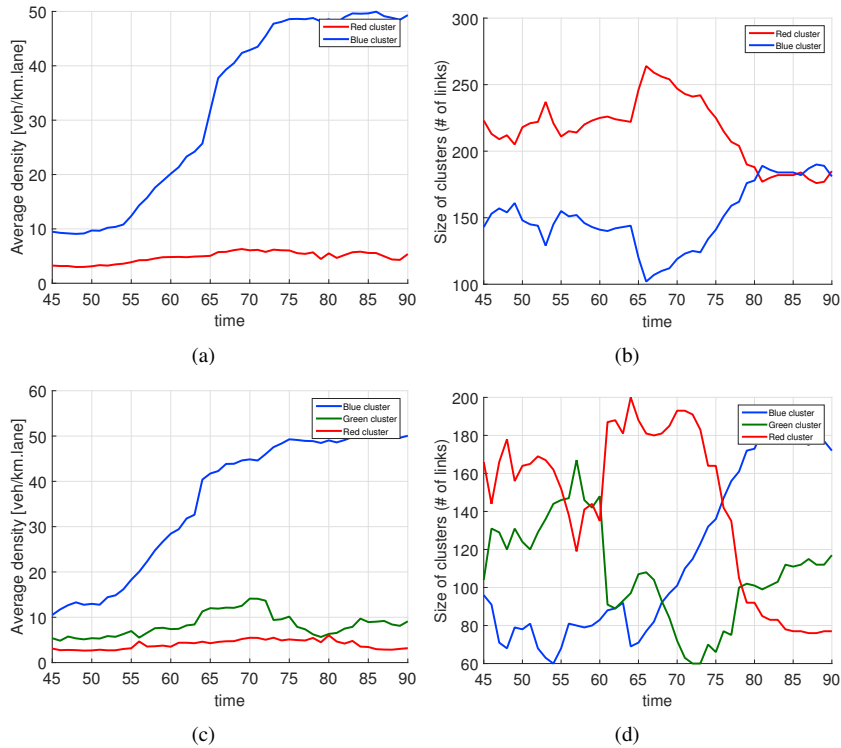 50
40
30
20
10
0
45 50 55 60 65 70 75 80 85 90
time
Average density [veh/km.lane]
Red cluster
Blue cluster
(a)
300
250
200
150
100
45 50 55 60 65 70 75 80 85 90
time
Size of clusters (# of links)
Red cluster
Blue cluster
(b)
60
50
40
30
20
10
0
45 50 55 60 65 70 75 80 85 90
time
Average density [veh/km.lane]
Blue cluster
Green cluster
Red cluster
(c)
200
180
160
140
120
100
80
60
45 50 55 60 65 70 75 80 85 90
time
Size of clusters (# of links)
Blue cluster
Green cluster
Red cluster
(d)